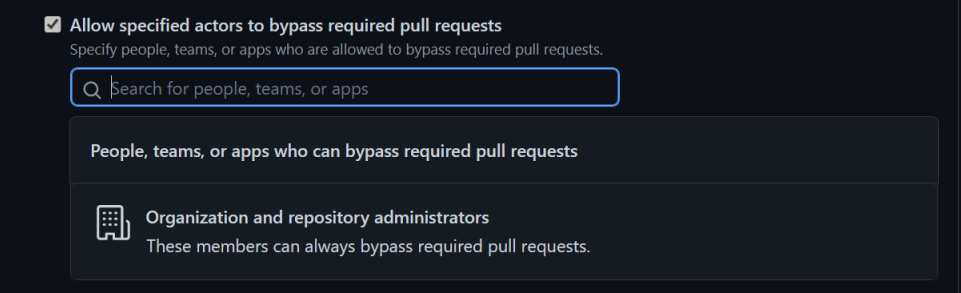 Allow specified actors to bypass required pull requests
Specify people, teams, or apps who are allowed to bypass required pull requests.
Search for people, teams, or apps
People, teams, or apps who can bypass required pull requests
Organization and repository administrators
These members can always bypass required pull requests.